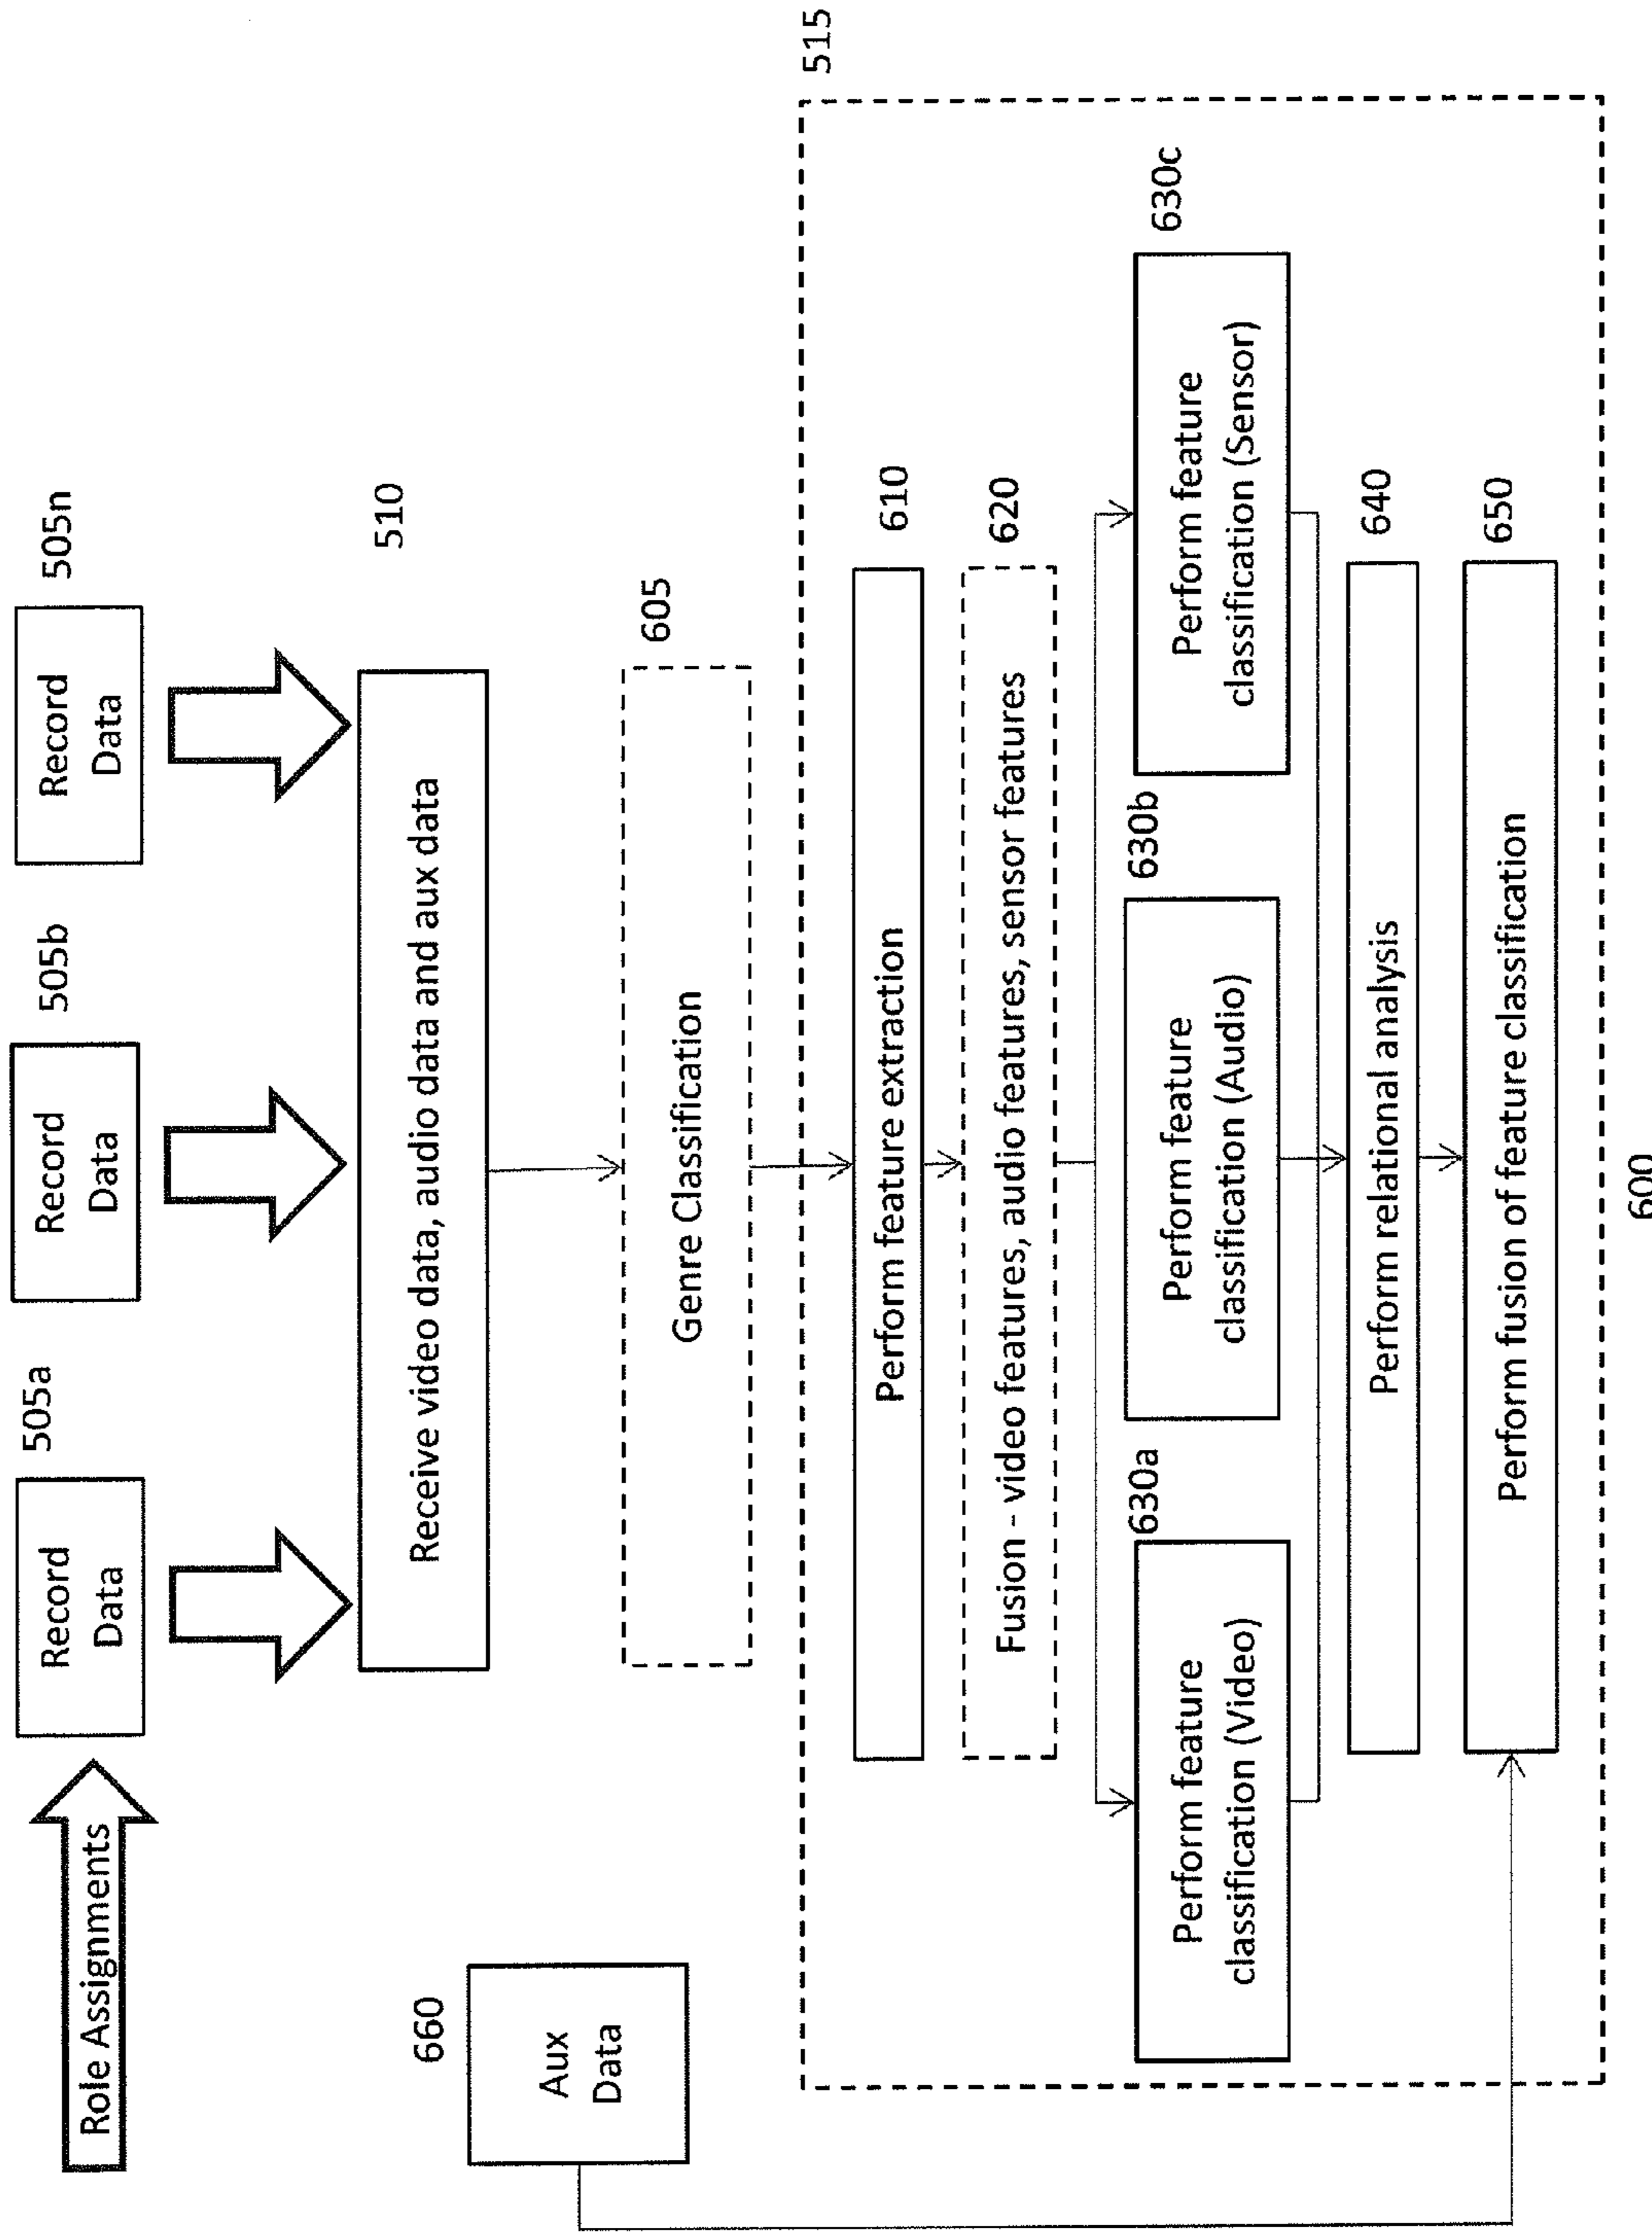 Role Assignments
505a
Record
Data
505b
Record
Data
505n
Record
Data
510
Receive video data, audio data and aux data
660
Aux
Data
605
Genre Classification
515
610
Perform feature extraction
620
Fusion - video features, audio features, sensor features
630a
Perform feature
classification (Video)
630b
Perform feature
classification (Audio)
630c
Perform feature
classification (Sensor)
640
Perform relational analysis
650
Perform fusion of feature classification
600